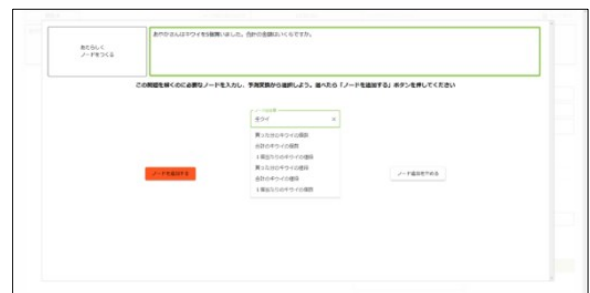 あたらしく
ノードをつくる
あやかさんはキウイを5種買いました。合計の金額はいくらですか。
この問題を解くのに必要なノードを入力し、予測変換から選択しよう。選べたら「ノードを追加する」ボタンを押してください
キウイ
×
買った分のキウイの個数
合計のキウイの個数
1個当たりのキウイの値段
買った分のキウイの値段
合計のキウイの値段
1個当たりのキウイの個数
ノードを追加する
ノード追加をやめる